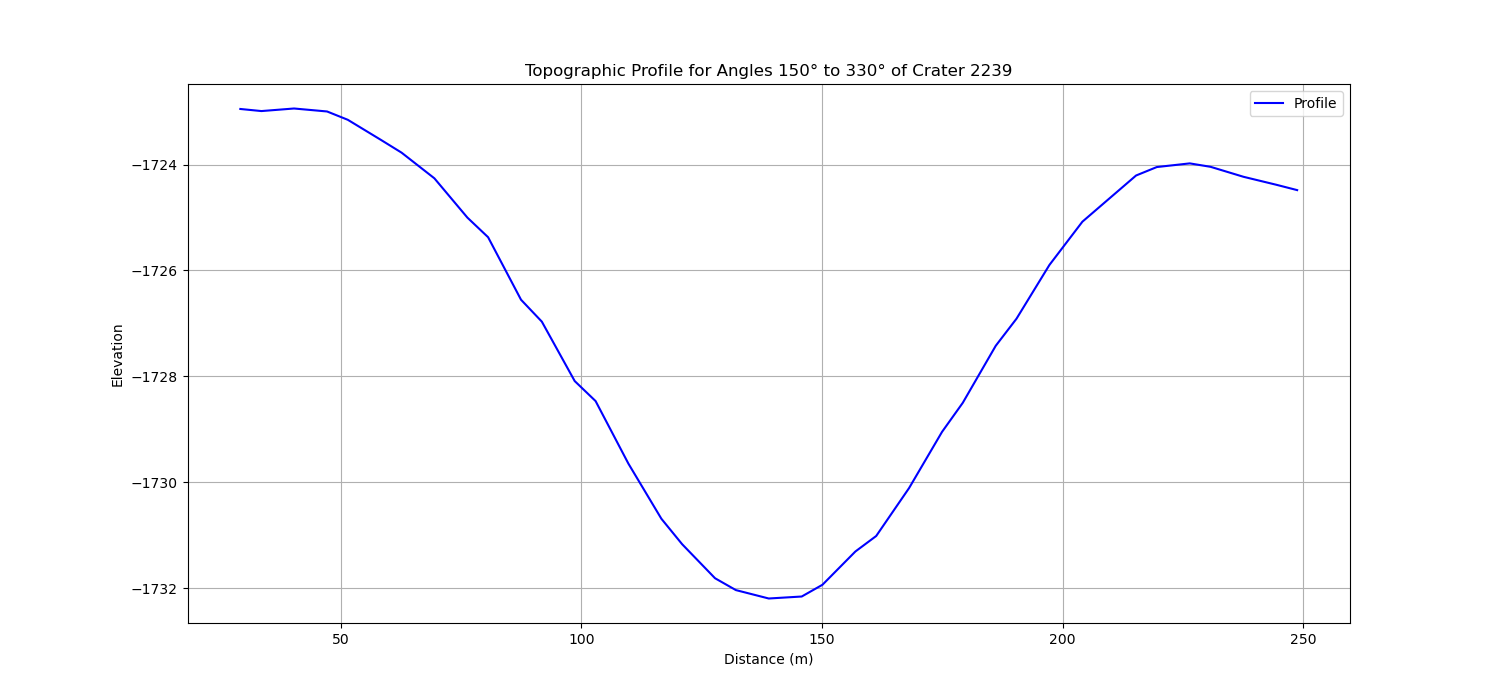 Topographic Profile for Angles 150° to 330° of Crater 2239
Profile
−1724
−1726
−1728
−1730
−1732
Elevation
50
100
150
200
250
Distance (m)